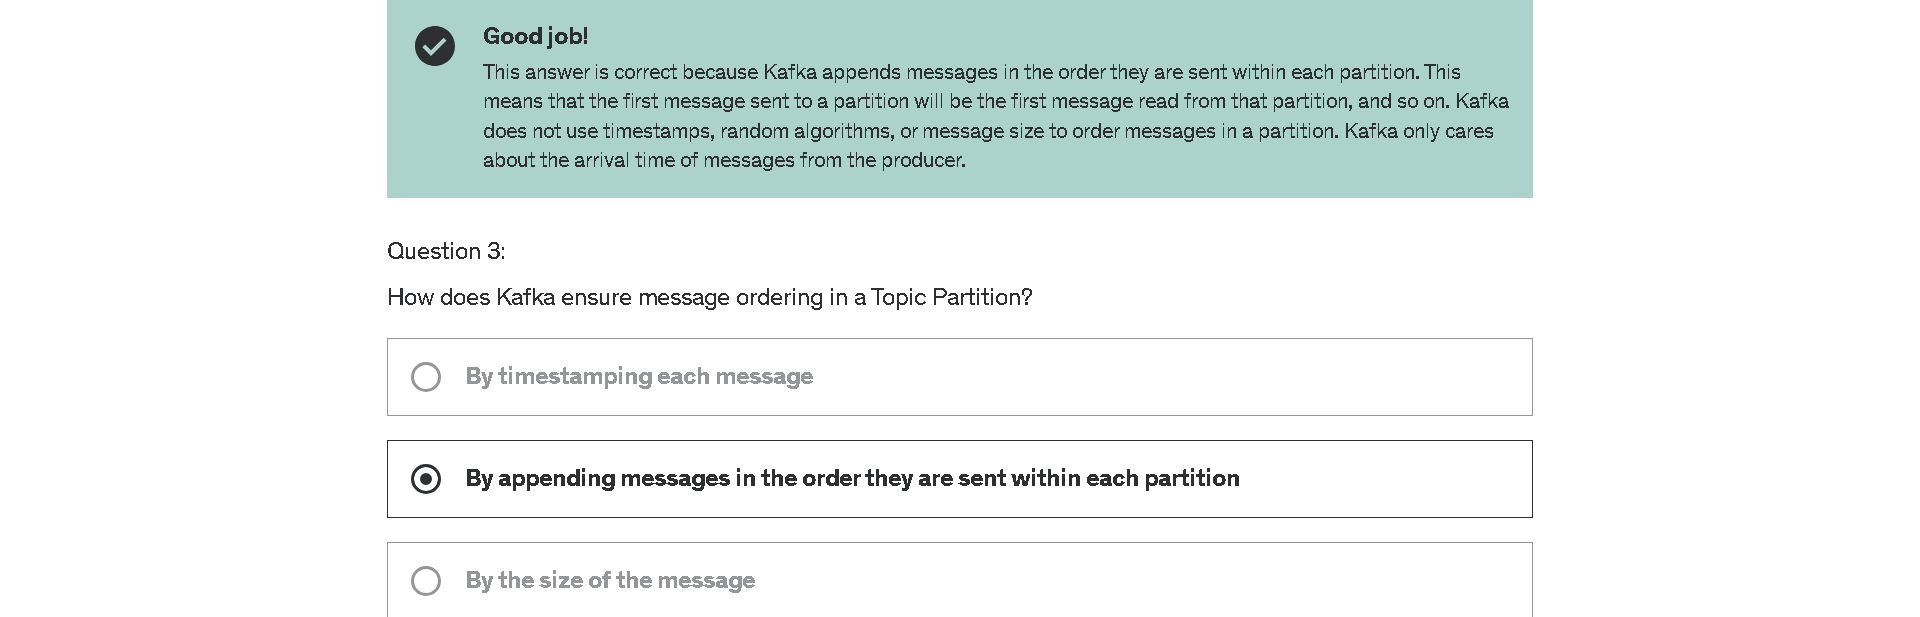 Good job!
This answer is correct because Kafka appends messages in the order they are sent within each partition. This
means that the first message sent to a partition will be the first message read from that partition, and so on. Kafka
does not use timestamps, random algorithms, or message size to order messages in a partition. Kafka only cares
about the arrival time of messages from the producer.
Question 3:
How does Kafka ensure message ordering in a Topic Partition?
By timestamping each message
By appending messages in the order they are sent within each partition
By the size of the message